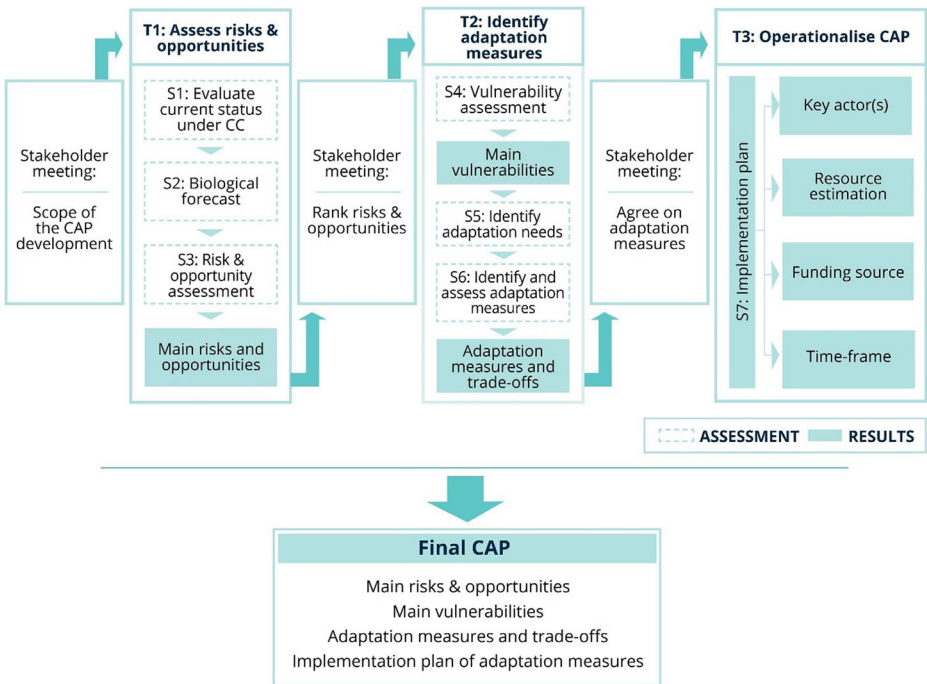 Stakeholder
meeting:
Scope of
the CAP
development
T1: Assess risks &
opportunities
S1: Evaluate
current status
under CC
S2: Biological
forecast
S3: Risk &
opportunity
assessment
Main risks and
opportunities
Stakeholder
meeting:
Rank risks &
opportunities
T2: Identify
adaptation
measures
S4: Vulnerability
assessment
Main
vulnerabilities
S5: Identify
adaptation needs
S6: Identify and
assess adaptation
measures
Adaptation
measures and
trade-offs
Stakeholder
meeting:
Agree on
adaptation
measures
T3: Operationalise CAP
S7: Implementation plan
Key actor(s)
Resource
estimation
Funding source
Time-frame
ASSESSMENT
RESULTS
Final CAP
Main risks & opportunities
Main vulnerabilities
Adaptation measures and trade-offs
Implementation plan of adaptation measures